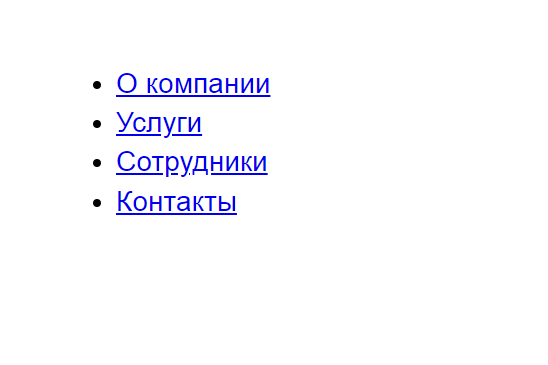 О компании
Услуги
Сотрудники
Контакты